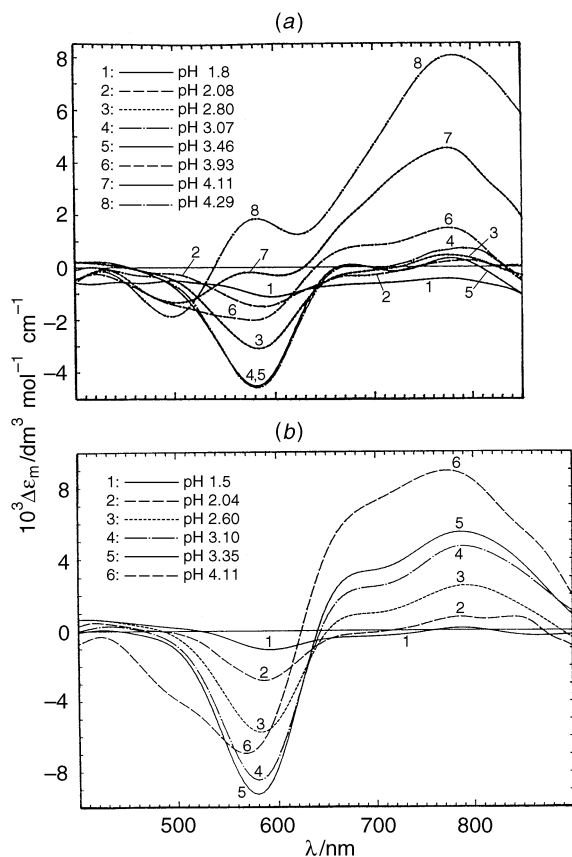 (a)
8
6
4
2
0
−2
−4
1: pH 1.8
2: pH 2.08
3: pH 2.80
4: pH 3.07
5: pH 3.46
6: pH 3.93
7: pH 4.11
8: pH 4.29
8
7
6
4
3
8
2
7
1
6
3
4,5
2
1
5
10³Δεₘ/dm³ mol⁻¹ cm⁻¹
(b)
8
4
0
−4
−8
1: pH 1.5
2: pH 2.04
3: pH 2.60
4: pH 3.10
5: pH 3.35
6: pH 4.11
6
5
4
3
2
1
2
3
6
4
5
500 600 700 800
λ/nm